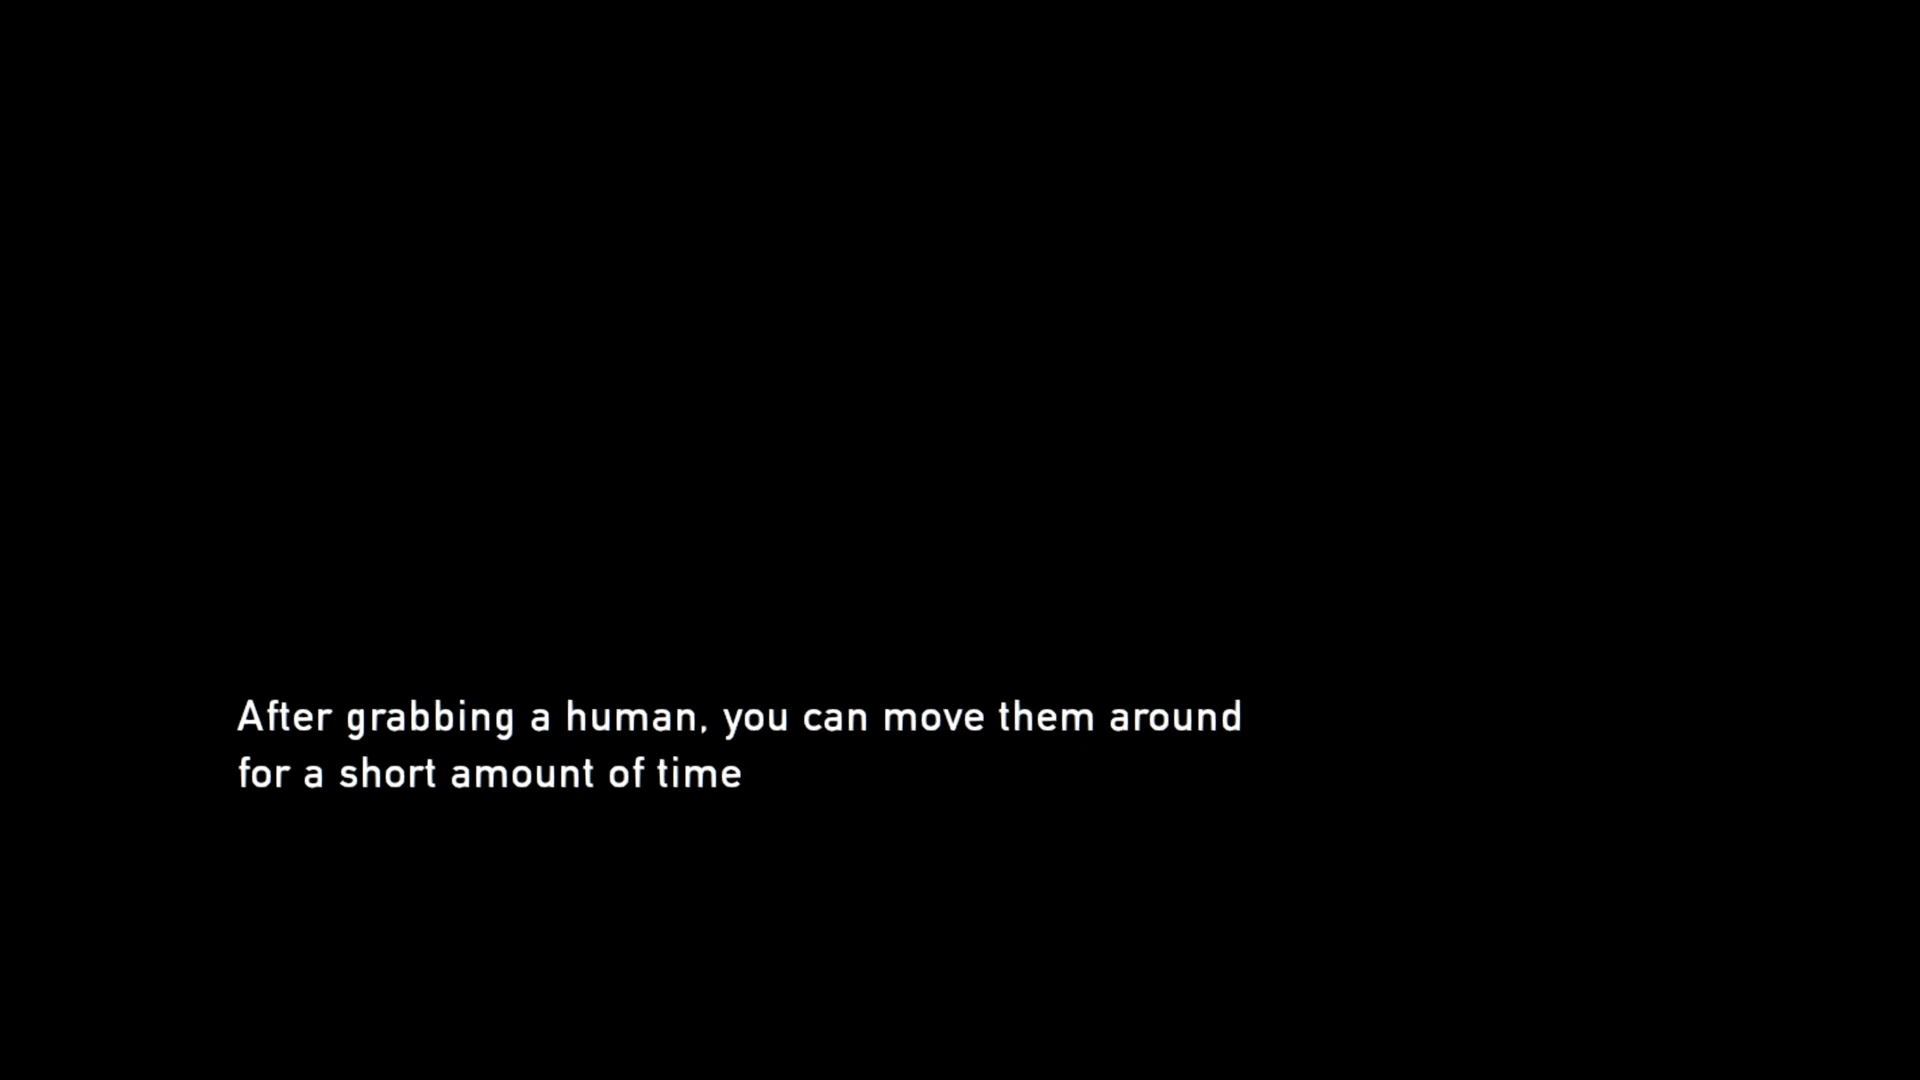 After grabbing a human, you can move them around
for a short amount of time